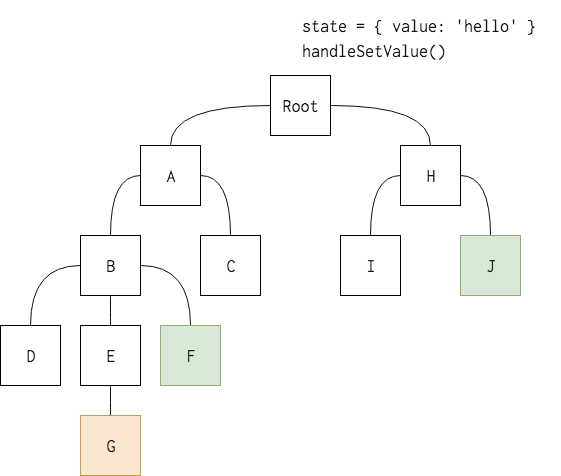 state = { value: 'hello' }
handleSetValue()
Root
A
H
B
C
I
J
D
E
F
G